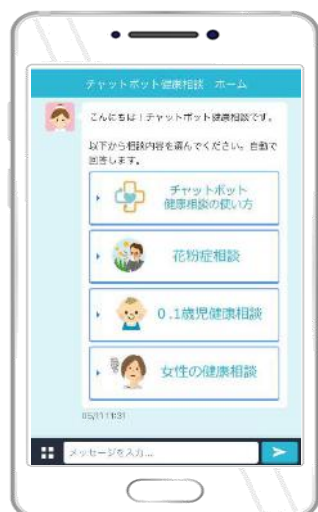 チャットボット健康相談 ホーム
こんにちは！チャットボット健康相談です。
以下から相談内容を選んでください。自動で
回答します。
チャットボット
健康相談の使い方
花粉症相談
0.1歳児健康相談
女性の健康相談
メッセージを入力...